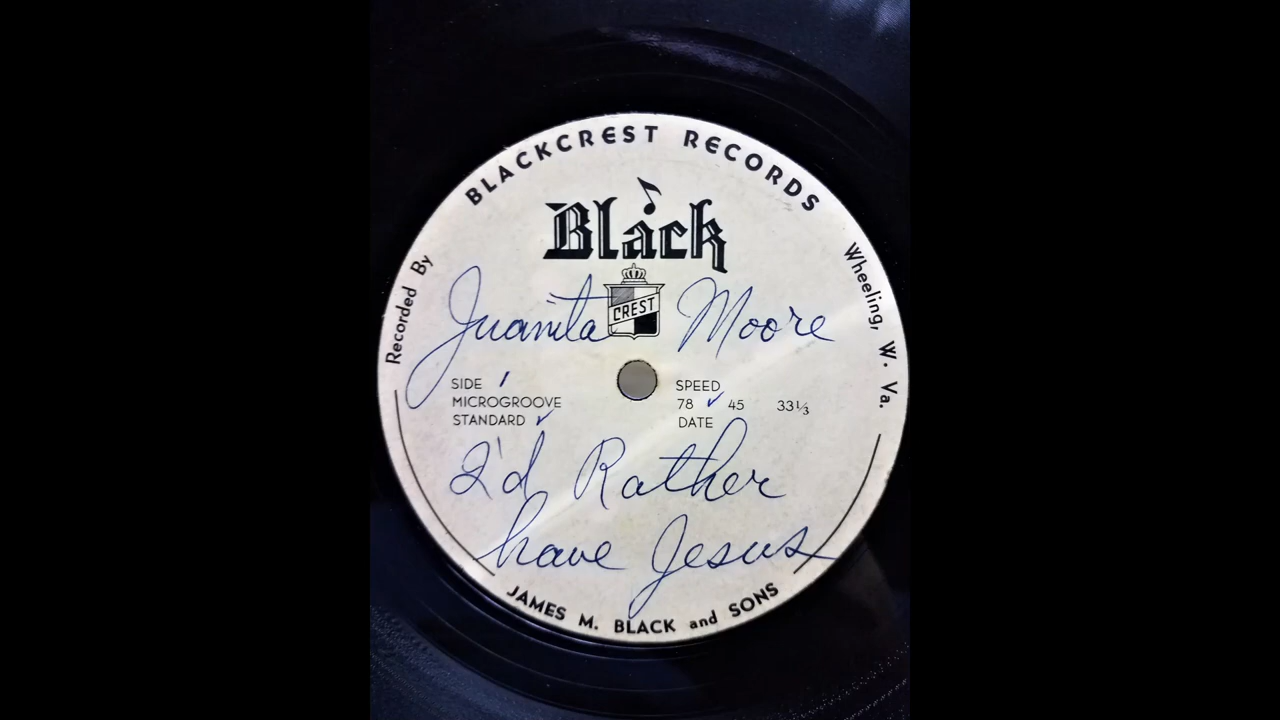 BLACKCREST RECORDS
Black
CREST
Recorded By
Wheeling, W. Va.
Juanita Moore
SIDE 1
MICROGROOVE
STANDARD ✓
SPEED
78 ✓ 45 33⅓
DATE
I'd Rather
have Jesus
JAMES M. BLACK and SONS